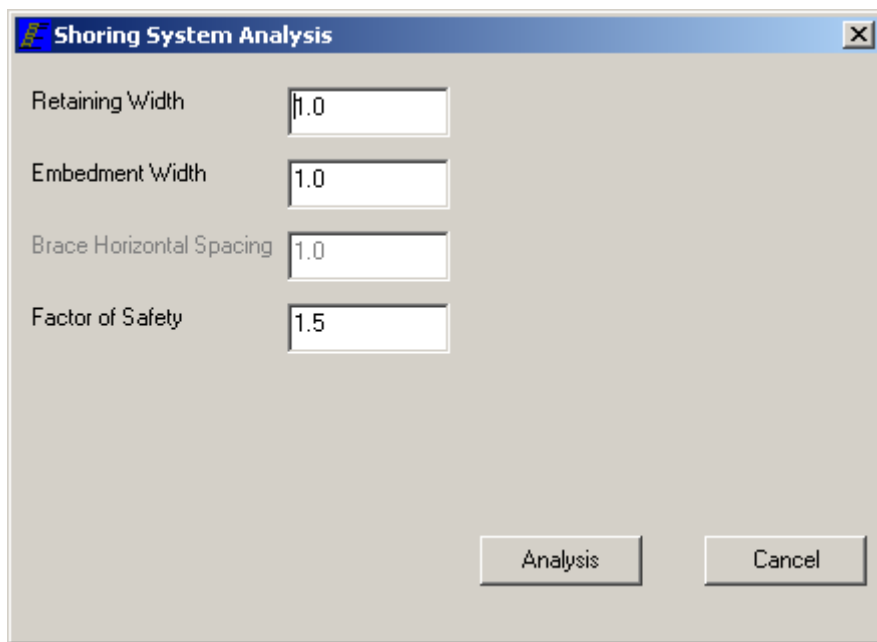 Shoring System Analysis
Retaining Width 1.0
Embedment Width 1.0
Brace Horizontal Spacing 1.0
Factor of Safety 1.5
Analysis Cancel